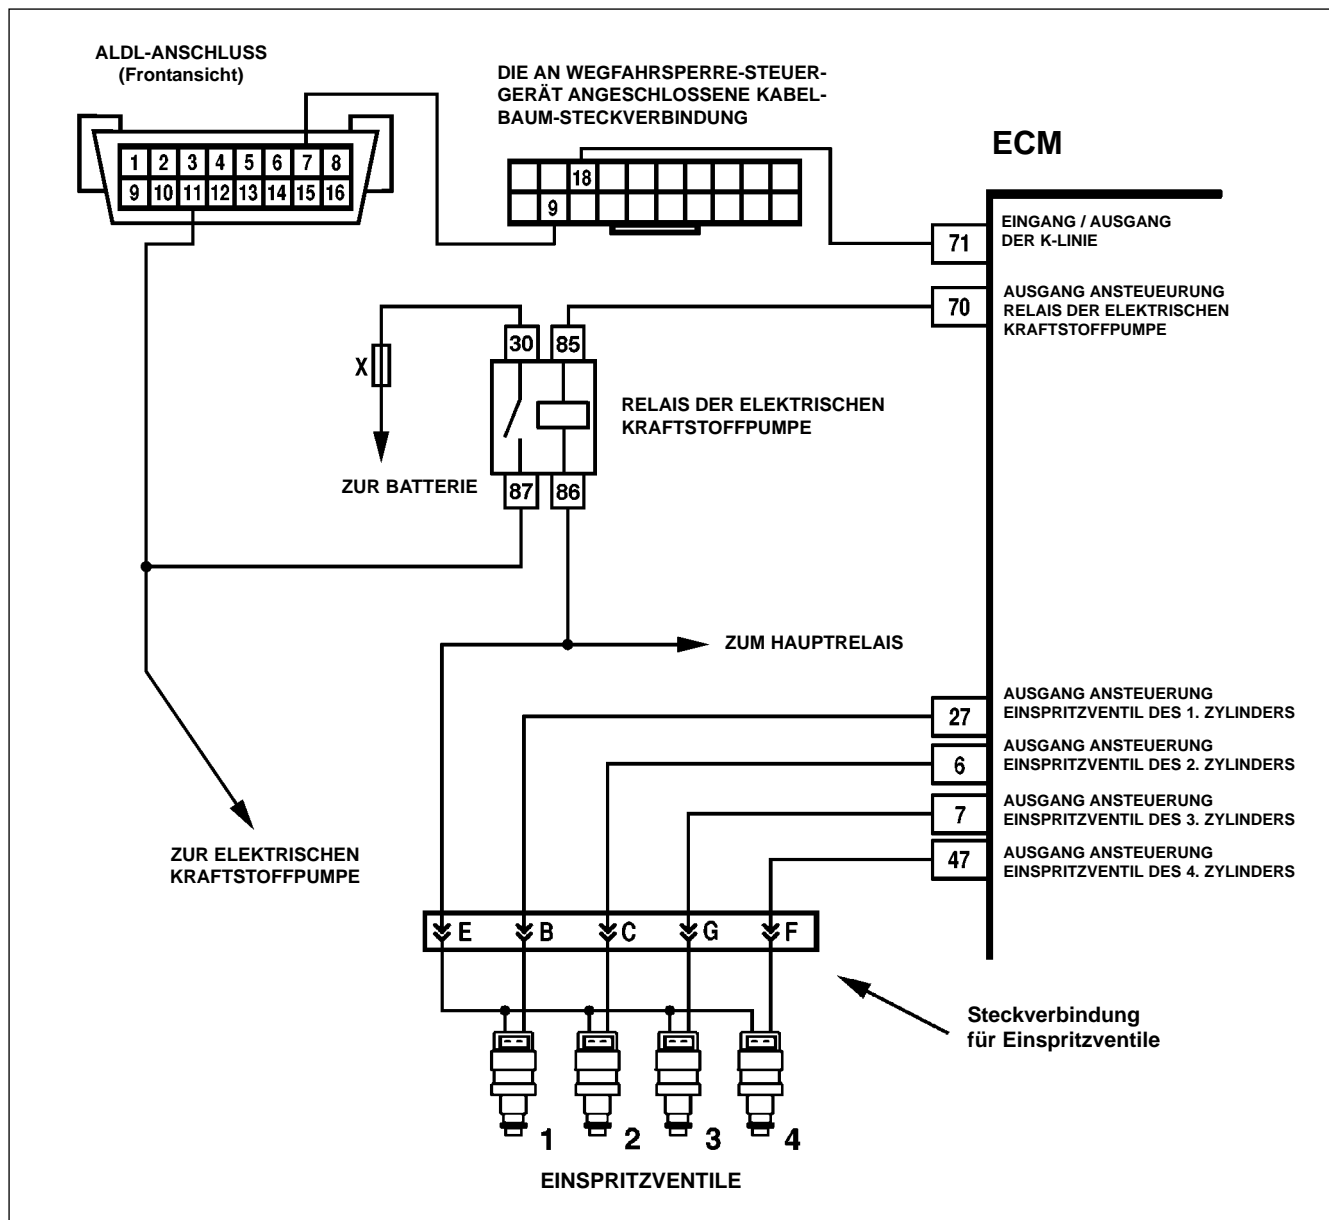 ALDL-ANSCHLUSS
(Frontansicht)
DIE AN WEGFAHRSPERRE-STEUER-
GERÄT ANGESCHLOSSENE KABEL-
BAUM-STECKVERBINDUNG
ECM
1 2 3 4 5 6 7 8
9 10 11 12 13 14 15 16
18
9
71
EINGANG / AUSGANG
DER K-LINIE
70
AUSGANG ANSTEUEURUNG
RELAIS DER ELEKTRISCHEN
KRAFTSTOFFPUMPE
30 85
X
RELAIS DER ELEKTRISCHEN
KRAFTSTOFFPUMPE
ZUR BATTERIE
87 86
ZUM HAUPTRELAIS
27
AUSGANG ANSTEUERUNG
EINSPRITZVENTIL DES 1. ZYLINDERS
6
AUSGANG ANSTEUERUNG
EINSPRITZVENTIL DES 2. ZYLINDERS
7
AUSGANG ANSTEUERUNG
EINSPRITZVENTIL DES 3. ZYLINDERS
47
AUSGANG ANSTEUERUNG
EINSPRITZVENTIL DES 4. ZYLINDERS
ZUR ELEKTRISCHEN
KRAFTSTOFFPUMPE
E B C G F
Steckverbindung
für Einspritzventile
1 2 3 4
EINSPRITZVENTILE